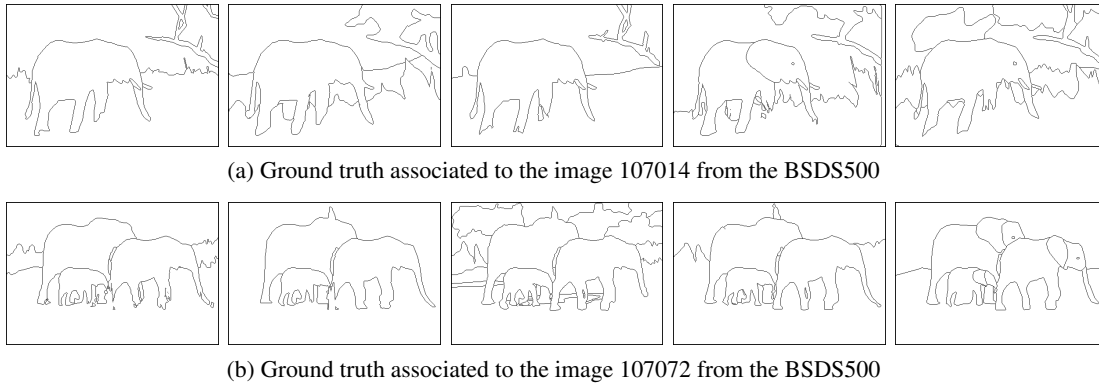 (a) Ground truth associated to the image 107014 from the BSDS500
(b) Ground truth associated to the image 107072 from the BSDS500